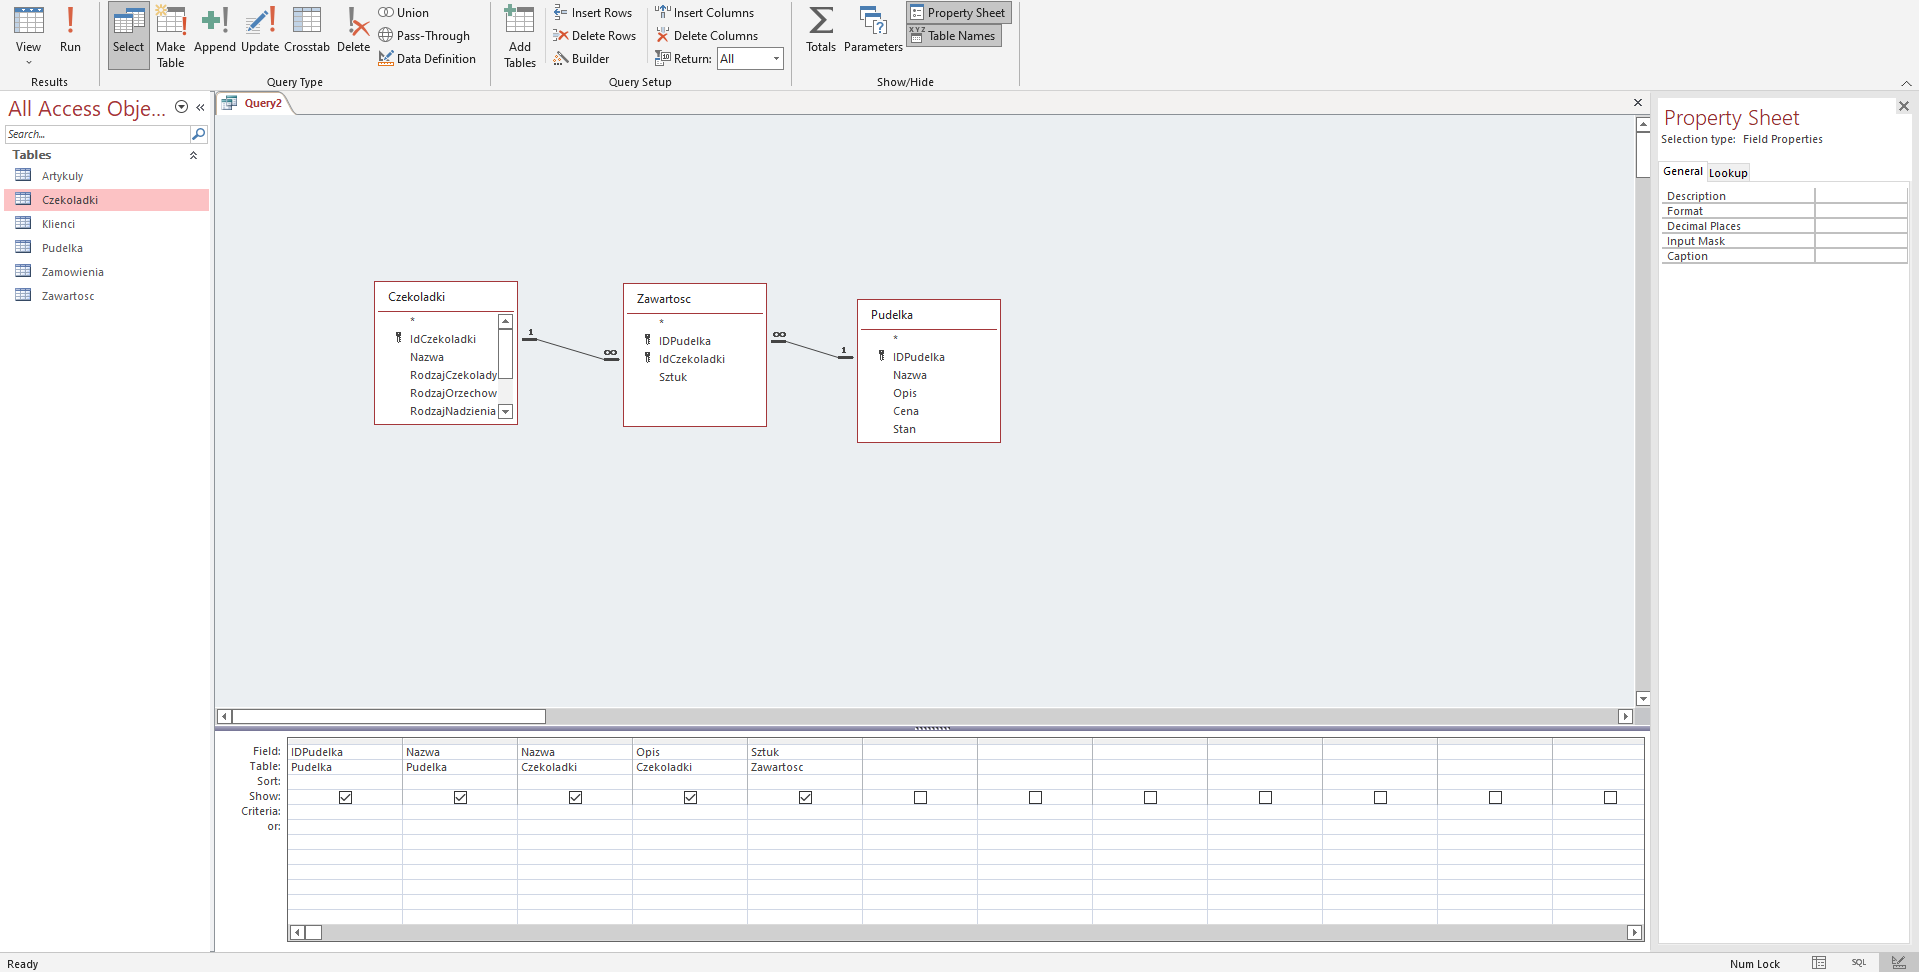 View
Run
Results
Select
Make
Table
Append
Update
Crosstab
Delete
Union
Pass-Through
Data Definition
Query Type
Add
Tables
Insert Rows
Delete Rows
Builder
Insert Columns
Delete Columns
Return: All
Query Setup
Totals
Parameters
Property Sheet
XYZ
Table Names
Show/Hide
All Access Obje...
Search...
Tables
Artykuly
Czekoladki
Klienci
Pudelka
Zamowienia
Zawartosc
Query2
Czekoladki
*
IdCzekoladki
Nazwa
RodzajCzekolady
RodzajOrzechow
RodzajNadzienia
1
∞
Zawartosc
*
IDPudelka
IdCzekoladki
Sztuk
∞
1
Pudelka
*
IDPudelka
Nazwa
Opis
Cena
Stan
Field: IDPudelka Nazwa Nazwa Opis Sztuk
Table: Pudelka Pudelka Czekoladki Czekoladki Zawartosc
Sort:
Show:
Criteria:
or:
Property Sheet
Selection type: Field Properties
General Lookup
Description
Format
Decimal Places
Input Mask
Caption
Ready
Num Lock
SQL